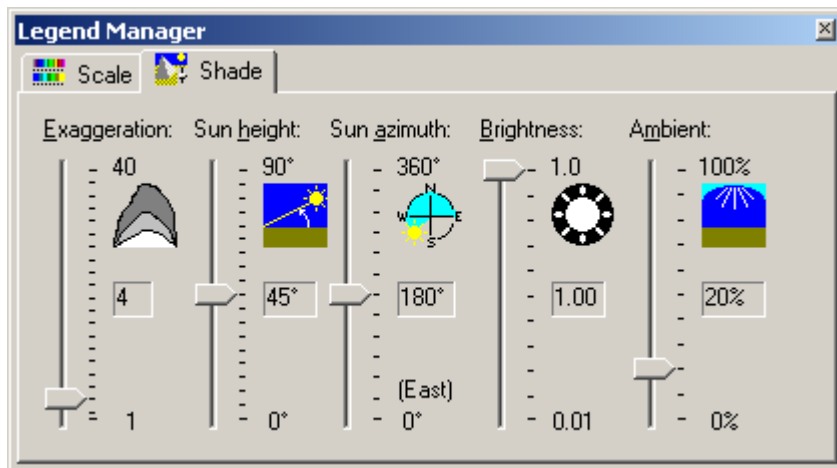 Legend Manager
Scale Shade
Exaggeration: Sun height: Sun azimuth: Brightness: Ambient:
40 90° 360° 1.0 100%
N
W E
S
4 45° 180° 1.00 20%
(East)
1 0° 0° 0.01 0%